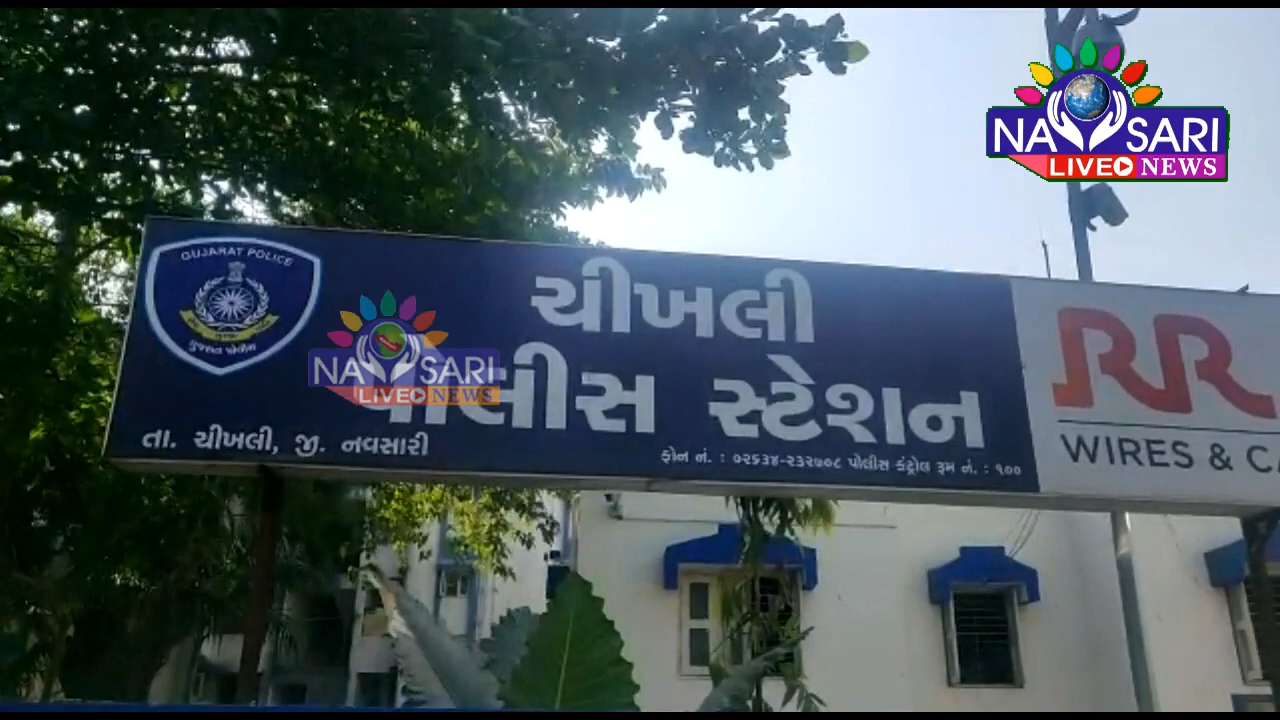 NAVSARI
LIVE NEWS
GUJARAT POLICE
ગુજરાત પોલીસ
ચીખલી
પોલીસ સ્ટેશન
NAVSARI
LIVE NEWS
તા. ચીખલી, જી. નવસારી
ફોન નં. : ૦૨૬૩૪-૨૩૨૭૦૮ પોલીસ કંટ્રોલ રૂમ નં. : ૧૦૦
RR
WIRES &